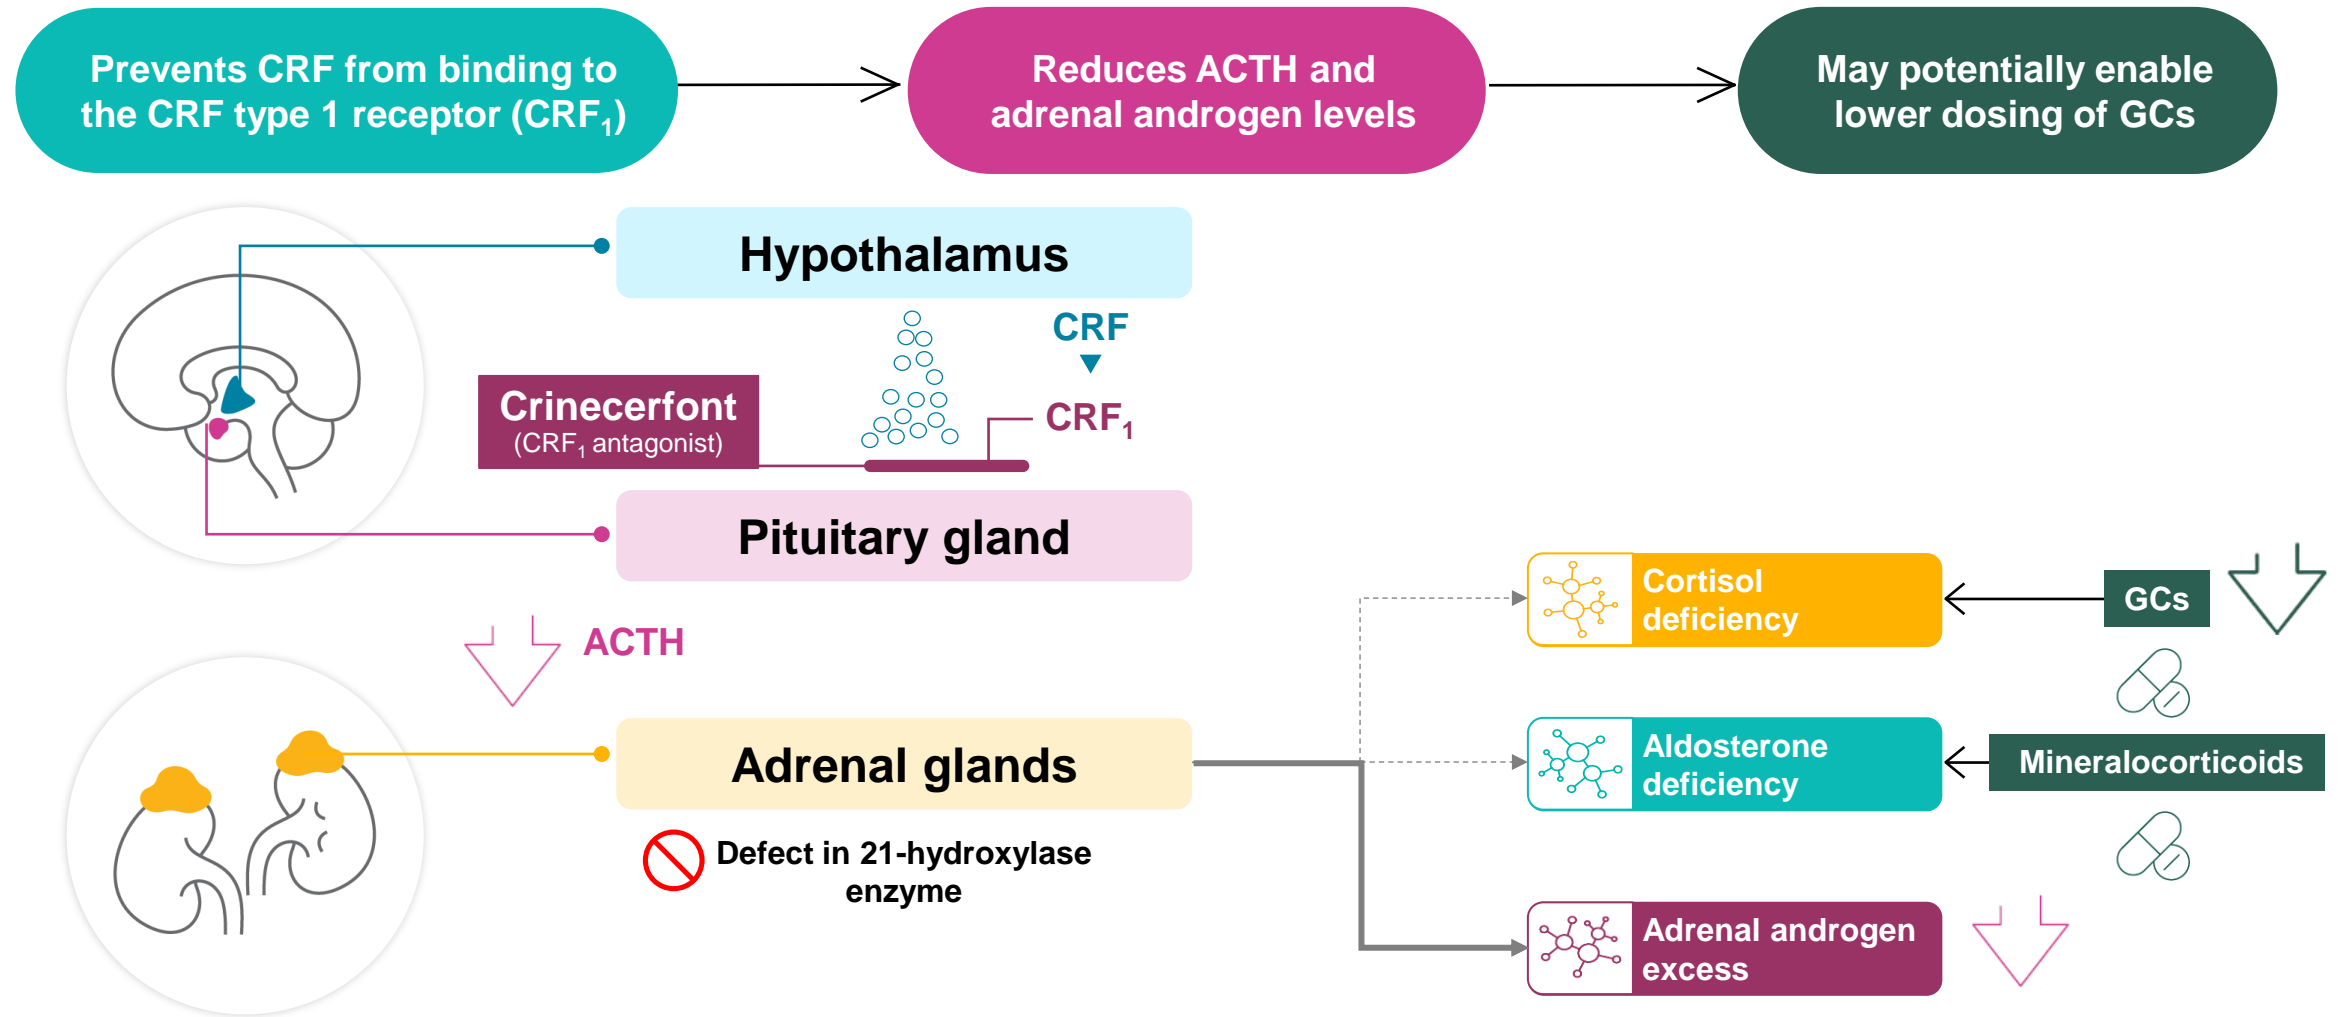 Prevents CRF from binding to
the CRF type 1 receptor (CRF₁)
Reduces ACTH and
adrenal androgen levels
May potentially enable
lower dosing of GCs
Hypothalamus
CRF
Crinecerfont
(CRF₁ antagonist)
CRF₁
Pituitary gland
ACTH
Cortisol
deficiency
GCs
Adrenal glands
Aldosterone
deficiency
Mineralocorticoids
Defect in 21-hydroxylase
enzyme
Adrenal androgen
excess